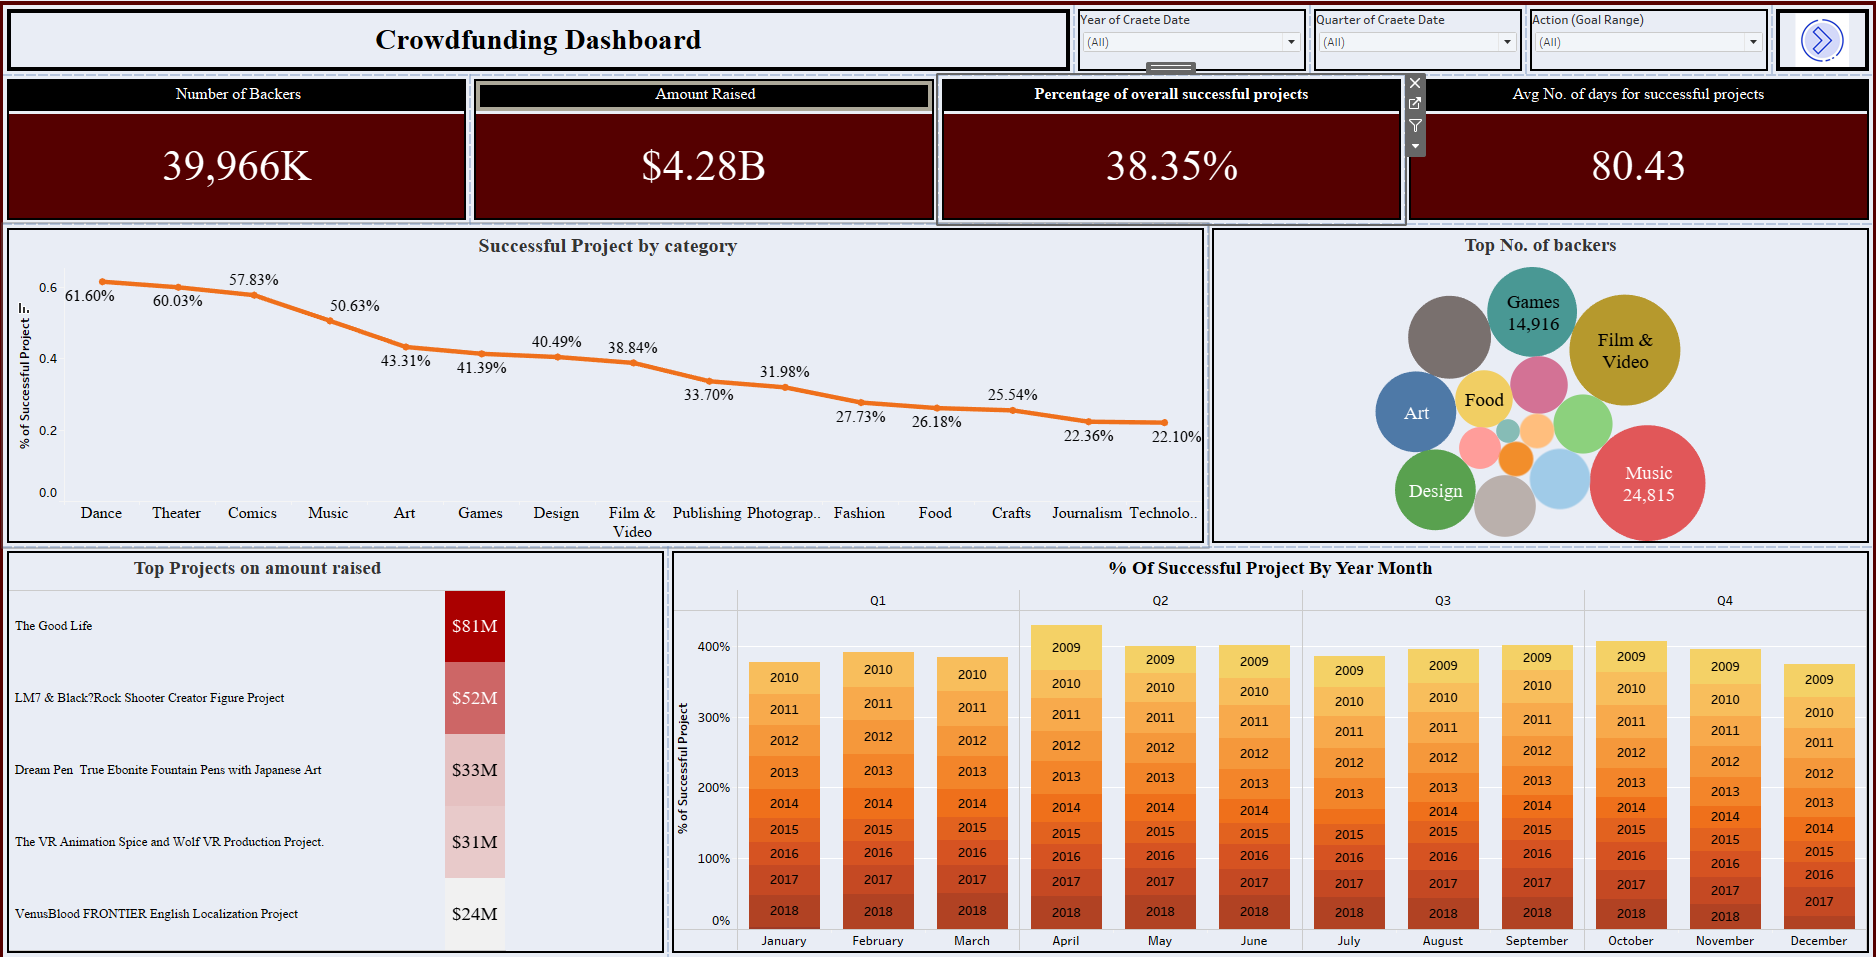 Crowdfunding Dashboard
Year of Craete Date
(All)
Quarter of Craete Date
(All)
Action (Goal Range)
(All)
Number of Backers
39,966K
Amount Raised
$4.28B
Percentage of overall successful projects
38.35%
Avg No. of days for successful projects
80.43
Successful Project by category
% of Successful Project
0.6
0.4
0.2
0.0
61.60%
60.03%
57.83%
50.63%
43.31%
41.39%
40.49%
38.84%
33.70%
31.98%
27.73%
26.18%
25.54%
22.36%
22.10%
Dance
Theater
Comics
Music
Art
Games
Design
Film &
Video
Publishing
Photograp..
Fashion
Food
Crafts
Journalism
Technolo..
Top No. of backers
Games
14,916
Film &
Video
Food
Art
Music
24,815
Design
Top Projects on amount raised
The Good Life
$81M
LM7 & Black?Rock Shooter Creator Figure Project
$52M
Dream Pen  True Ebonite Fountain Pens with Japanese Art
$33M
The VR Animation Spice and Wolf VR Production Project.
$31M
VenusBlood FRONTIER English Localization Project
$24M
% Of Successful Project By Year Month
Q1
Q2
Q3
Q4
% of Successful Project
400%
300%
200%
100%
0%
2010
2011
2012
2013
2014
2015
2016
2017
2018
January
2010
2011
2012
2013
2014
2015
2016
2017
2018
February
2010
2011
2012
2013
2014
2015
2016
2017
2018
March
2009
2010
2011
2012
2013
2014
2015
2016
2017
2018
April
2009
2010
2011
2012
2013
2014
2015
2016
2017
2018
May
2009
2010
2011
2012
2013
2014
2015
2016
2017
2018
June
2009
2010
2011
2012
2013
2015
2016
2017
2018
July
2009
2010
2011
2012
2013
2014
2015
2016
2017
2018
August
2009
2010
2011
2012
2013
2014
2015
2016
2017
2018
September
2009
2010
2011
2012
2013
2014
2015
2016
2017
2018
October
2009
2010
2011
2012
2013
2014
2015
2016
2017
2018
November
2009
2010
2011
2012
2013
2014
2015
2016
2017
December